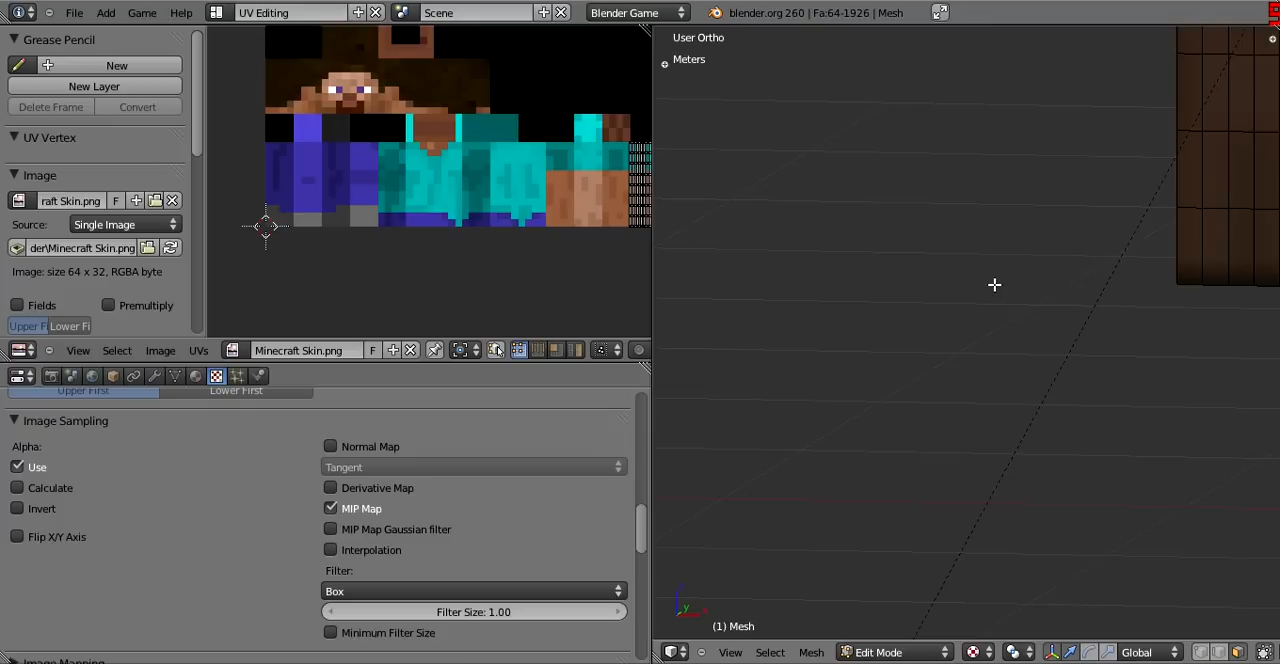 File Add Game Help UV Editing Scene Blender Game blender.org 260 | Fa:64-1926 | Mesh
Grease Pencil
New
New Layer
Delete Frame Convert
UV Vertex
Image
raft Skin.png F
Source: Single Image
der\Minecraft Skin.png
Image: size 64 x 32, RGBA byte
Fields Premultiply
Upper F Lower Fi
View Select Image UVs Minecraft Skin.png F
Upper First Lower First
Image Sampling
Alpha:
Use
Calculate
Invert
Flip X/Y Axis
Normal Map
Tangent
Derivative Map
MIP Map
MIP Map Gaussian filter
Interpolation
Filter:
Box
Filter Size: 1.00
Minimum Filter Size
Image Mapping
User Ortho
Meters
z
y x
(1) Mesh
View Select Mesh Edit Mode Global